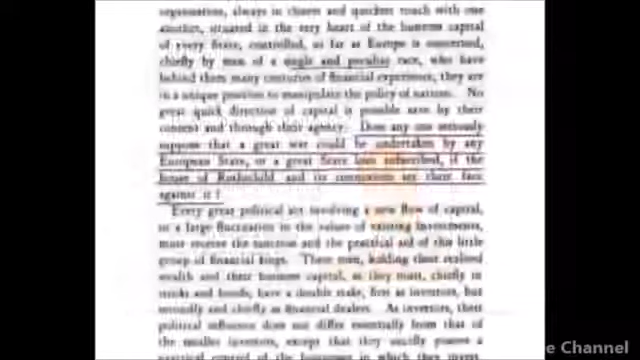 organisation, always in closest and quickest touch with one
another, situated in the very heart of the business capital
of every State, controlled, so far as Europe is concerned,
chiefly by men of a single and peculiar race, who have
behind them many centuries of financial experience, they are
in a unique position to manipulate the policy of nations. No
great quick direction of capital is possible save by their
consent and through their agency. Does any one seriously
suppose that a great war could be undertaken by any
European State, or a great State loan subscribed, if the
house of Rothschild and its connections set their face
against it ?
Every great political act involving a new flow of capital,
or a large fluctuation in the values of existing investments,
must receive the sanction and the practical aid of this little
group of financial kings. These men, holding their realised
wealth and their business capital, as they must, chiefly in
stocks and bonds, have a double stake, first as investors, but
secondly and chiefly as financial dealers. As investors, their
political influence does not differ essentially from that of
the smaller investors, except that they usually possess a
practical control of the businesses in which they invest.
e Channel